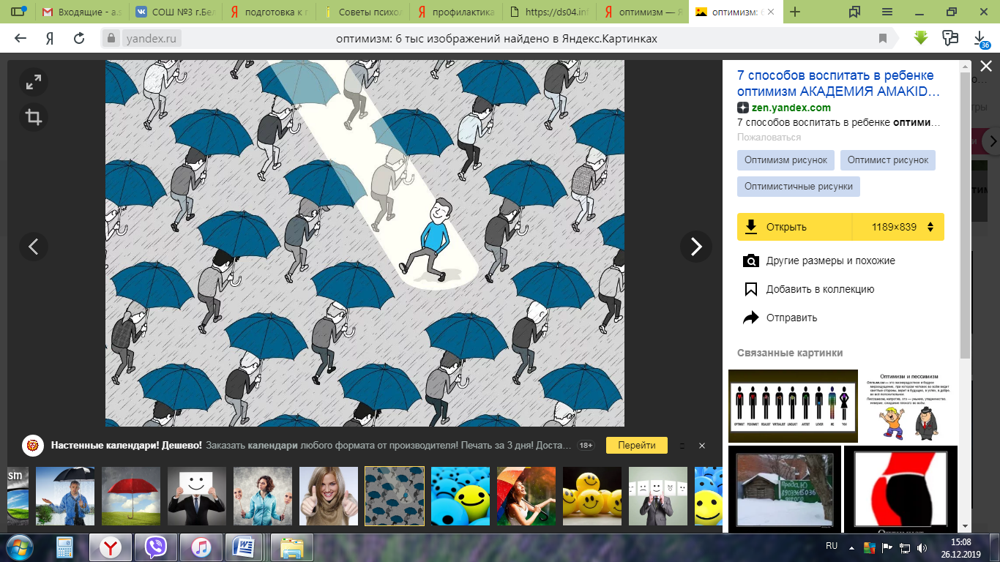 Входящие - a.s
СОШ №3 г.Бел
подготовка к
Советы психол
профилактика
https://ds04.inf
оптимизм — Я
оптимизм: 6
yandex.ru
оптимизм: 6 тыс изображений найдено в Яндекс.Картинках
36
7 способов воспитать в ребенке
оптимизм АКАДЕМИЯ AMAKID…
zen.yandex.com
7 способов воспитать в ребенке оптими…
Пожаловаться
Оптимизм рисунок
Оптимист рисунок
Оптимистичные рисунки
Открыть
1189×839
Другие размеры и похожие
Добавить в коллекцию
Отправить
Связанные картинки
OPTIMIST PESSIMIST REALIST VIRTUALIST LINGUIST ARTIST LOVER ME YOU
Оптимизм и пессимизм
Настенные календари! Дешево! Заказать календари любого формата от производителя! Печать за 3 дня! Доста…
18+
Перейти
sm
RU
15:08
26.12.2019